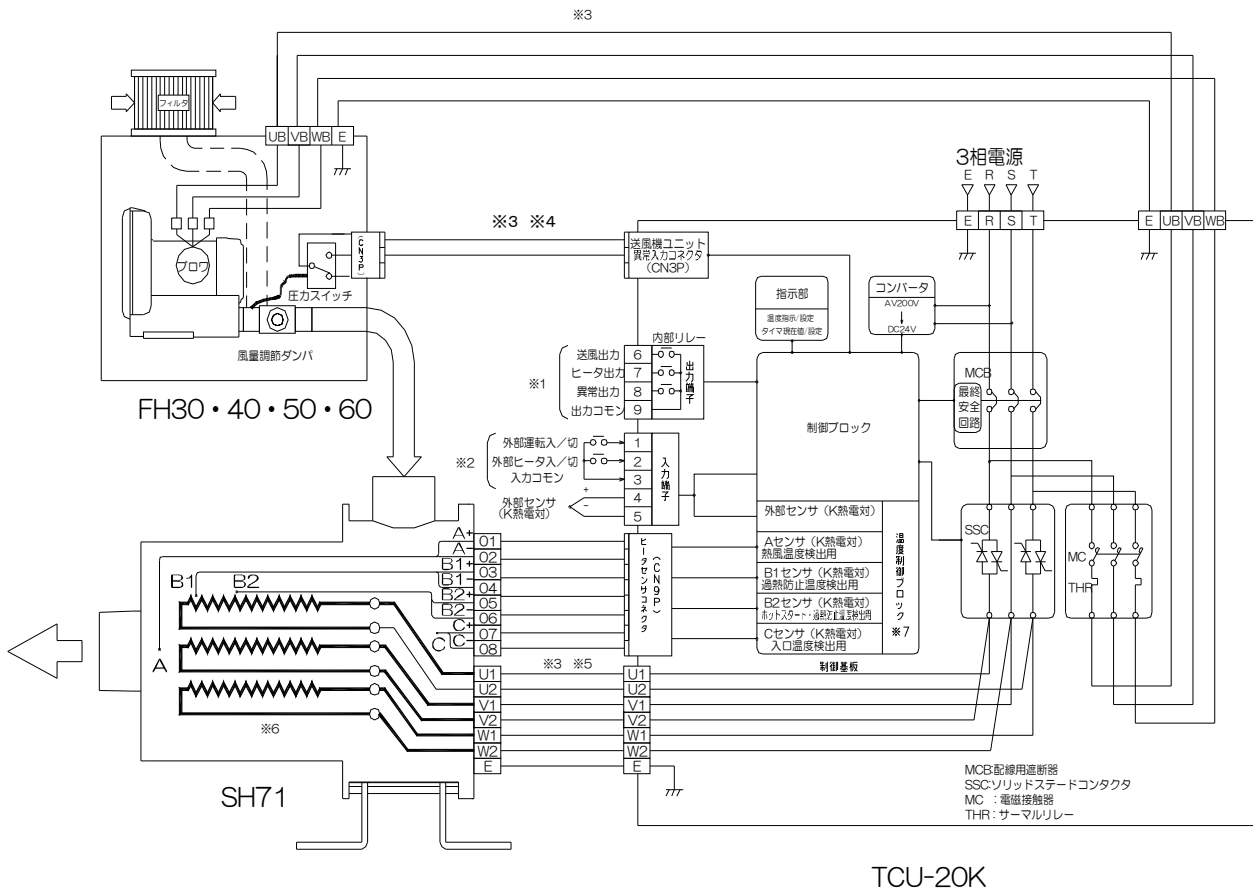 ※3
フィルタ
UB VB WB E
3相電源
E R S T
E R S T
E UB VB WB
※3 ※4
(CN3P)
送風機ユニット
異常入力コネクタ
(CN3P)
ブロワ
圧力スイッチ
風量調節ダンパ
FH30・40・50・60
指示部
温度指示/設定
タイマ現在値/設定
コンバータ
AV200V
DC24V
内部リレー
※1
送風出力 6
ヒータ出力 7
異常出力 8
出力コモン 9
出力端子
MCB
最終
安全
回路
制御ブロック
※2
外部運転入/切 1
外部ヒータ入/切 2
入力コモン 3
外部センサ
(K熱電対)
+ 4
- 5
入力端子
外部センサ(K熱電対)
Aセンサ(K熱電対)
熱風温度検出用
B1センサ(K熱電対)
過熱防止温度検出用
B2センサ(K熱電対)
ホットスタート・過熱防止温度検出用
Cセンサ(K熱電対)
入口温度検出用
温度制御ブロック
※7
制御基板
SSC
MC
THR
A+ 01
A- 02
B1+ 03
B1- 04
B2+ 05
B2- 06
C+ 07
C- 08
C
ヒータセンサコネクタ
(CN9P)
B1 B2
A
※6
※3 ※5
U1 U1
U2 U2
V1 V1
V2 V2
W1 W1
W2 W2
E E
SH71
MCB:配線用遮断器
SSC:ソリッドステードコンタクタ
MC :電磁接触器
THR:サーマルリレー
TCU-20K